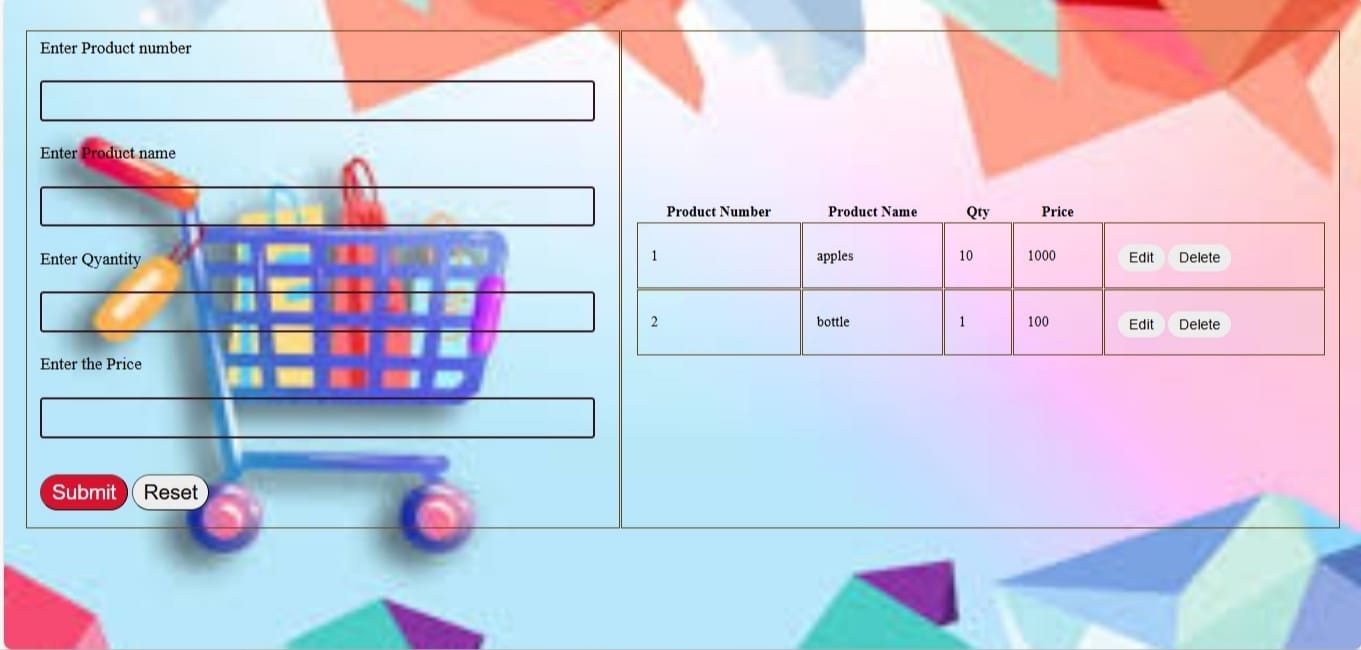 Enter Product number
Enter Product name
Enter Qyantity
Enter the Price
Submit Reset
Product Number Product Name Qty Price
1 apples 10 1000 Edit Delete
2 bottle 1 100 Edit Delete